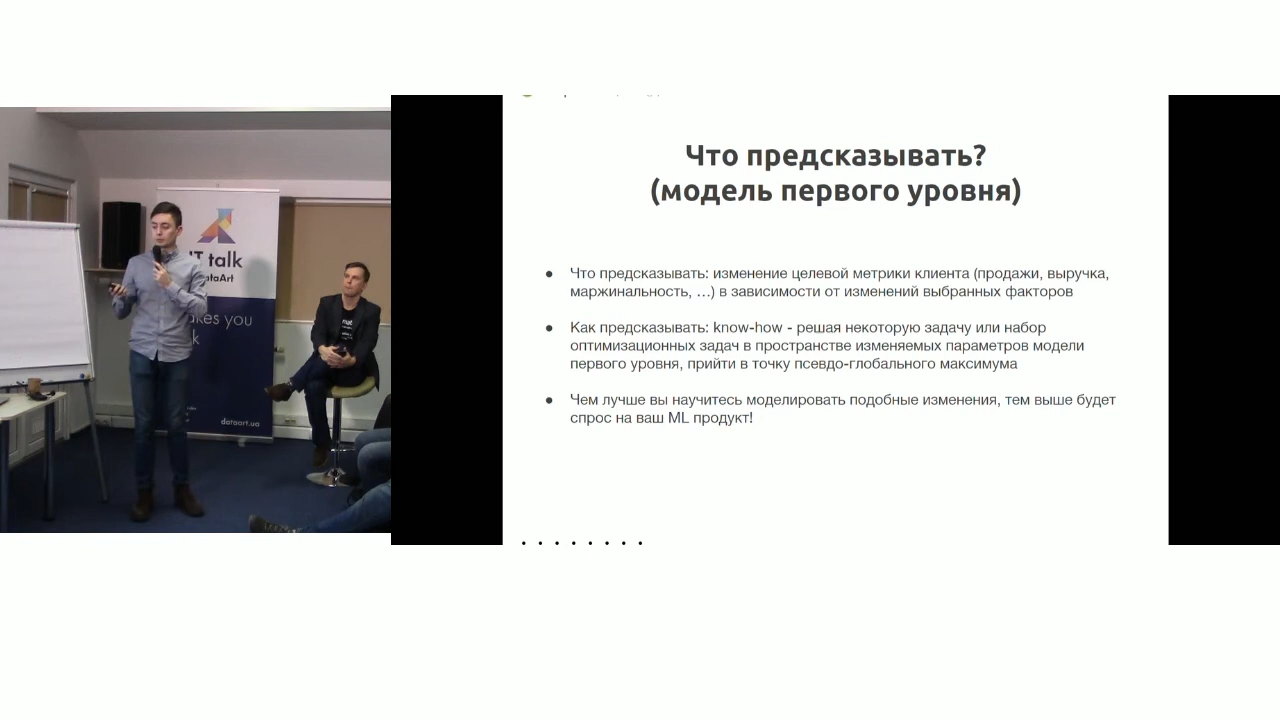 IT talk
DataArt
akes you
k
dataart.ua
Что предсказывать?
(модель первого уровня)
● Что предсказывать: изменение целевой метрики клиента (продажи, выручка,
маржинальность, …) в зависимости от изменений выбранных факторов
● Как предсказывать: know-how - решая некоторую задачу или набор
оптимизационных задач в пространстве изменяемых параметров модели
первого уровня, прийти в точку псевдо-глобального максимума
● Чем лучше вы научитесь моделировать подобные изменения, тем выше будет
спрос на ваш ML продукт!